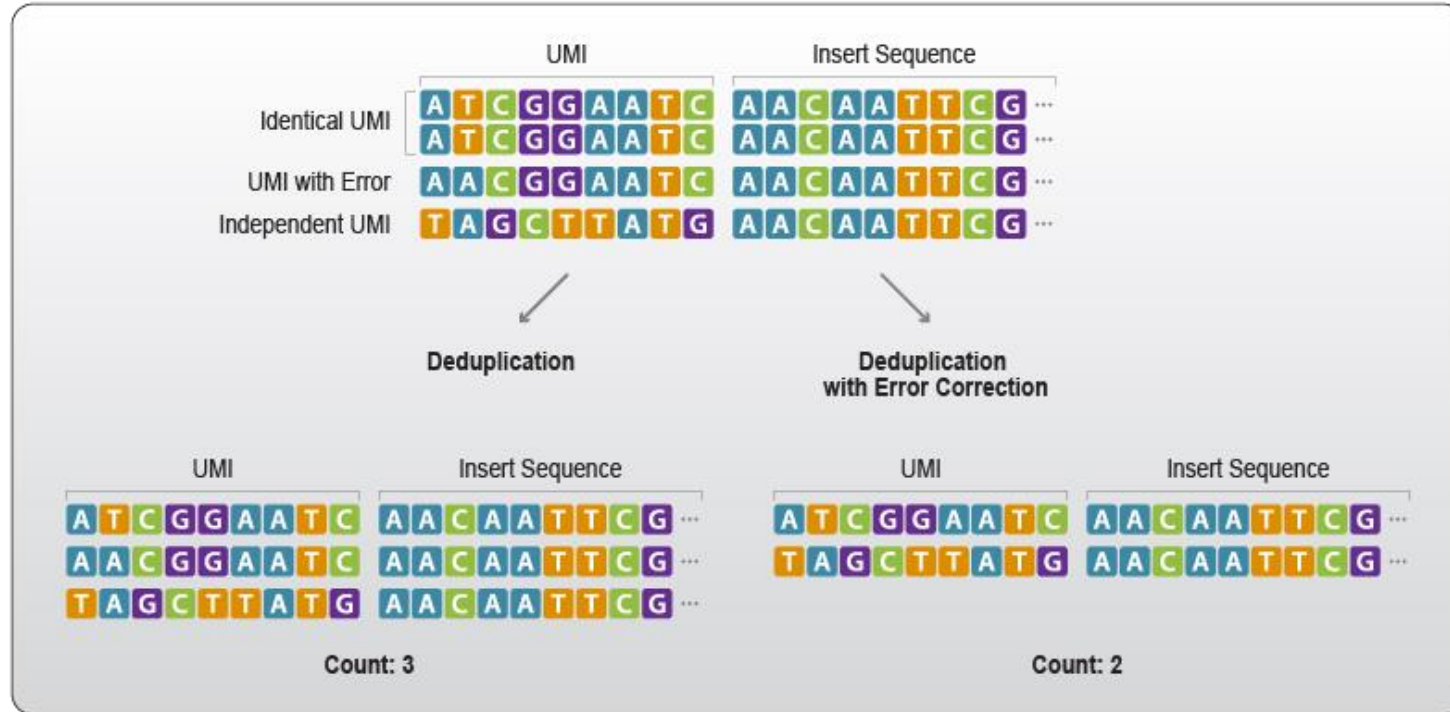 UMI Insert Sequence
Identical UMI
ATCGGAATC AACAATTCG ...
ATCGGAATC AACAATTCG ...
UMI with Error AACGGAATC AACAATTCG ...
Independent UMI TAGCTTATG AACAATTCG ...
Deduplication
Deduplication
with Error Correction
UMI Insert Sequence
ATCGGAATC AACAATTCG ...
AACGGAATC AACAATTCG ...
TAGCTTATG AACAATTCG ...
Count: 3
UMI Insert Sequence
ATCGGAATC AACAATTCG ...
TAGCTTATG AACAATTCG ...
Count: 2